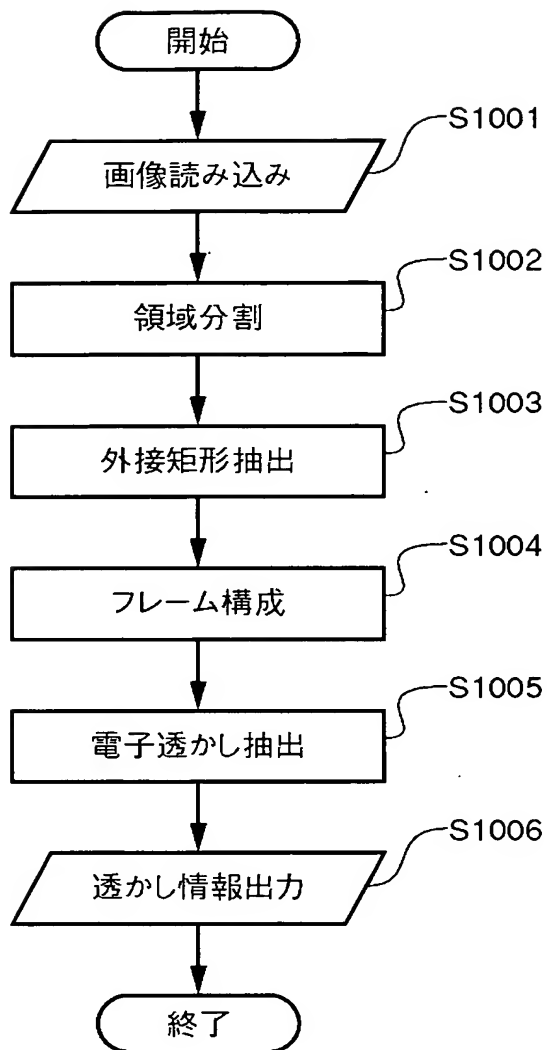 開始
S1001
画像読み込み
S1002
領域分割
S1003
外接矩形抽出
S1004
フレーム構成
S1005
電子透かし抽出
S1006
透かし情報出力
終了